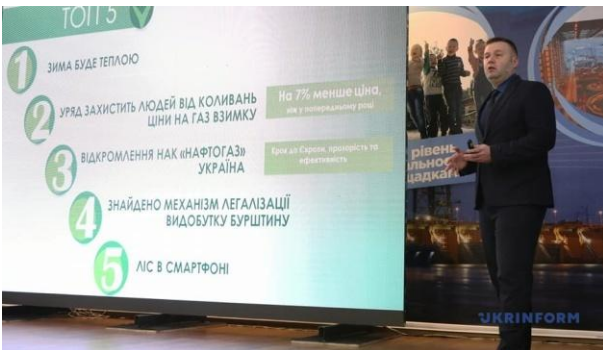 ТОП 5
1 ЗИМА БУДЕ ТЕПЛОЮ
2 УРЯД ЗАХИСТИТЬ ЛЮДЕЙ ВІД КОЛИВАНЬ
ЦІНИ НА ГАЗ ВЗИМКУ
На 7% менше ціна,
ніж у попередньому році
3 ВІДКРОМЛЕННЯ НАК «НАФТОГАЗ»
УКРАЇНА
Крок до Європи, прозорість та
ефективність
4 ЗНАЙДЕНО МЕХАНІЗМ ЛЕГАЛІЗАЦІЇ
ВИДОБУТКУ БУРШТИНУ
5 ЛІС В СМАРТФОНІ
рівень
UKRINFORM